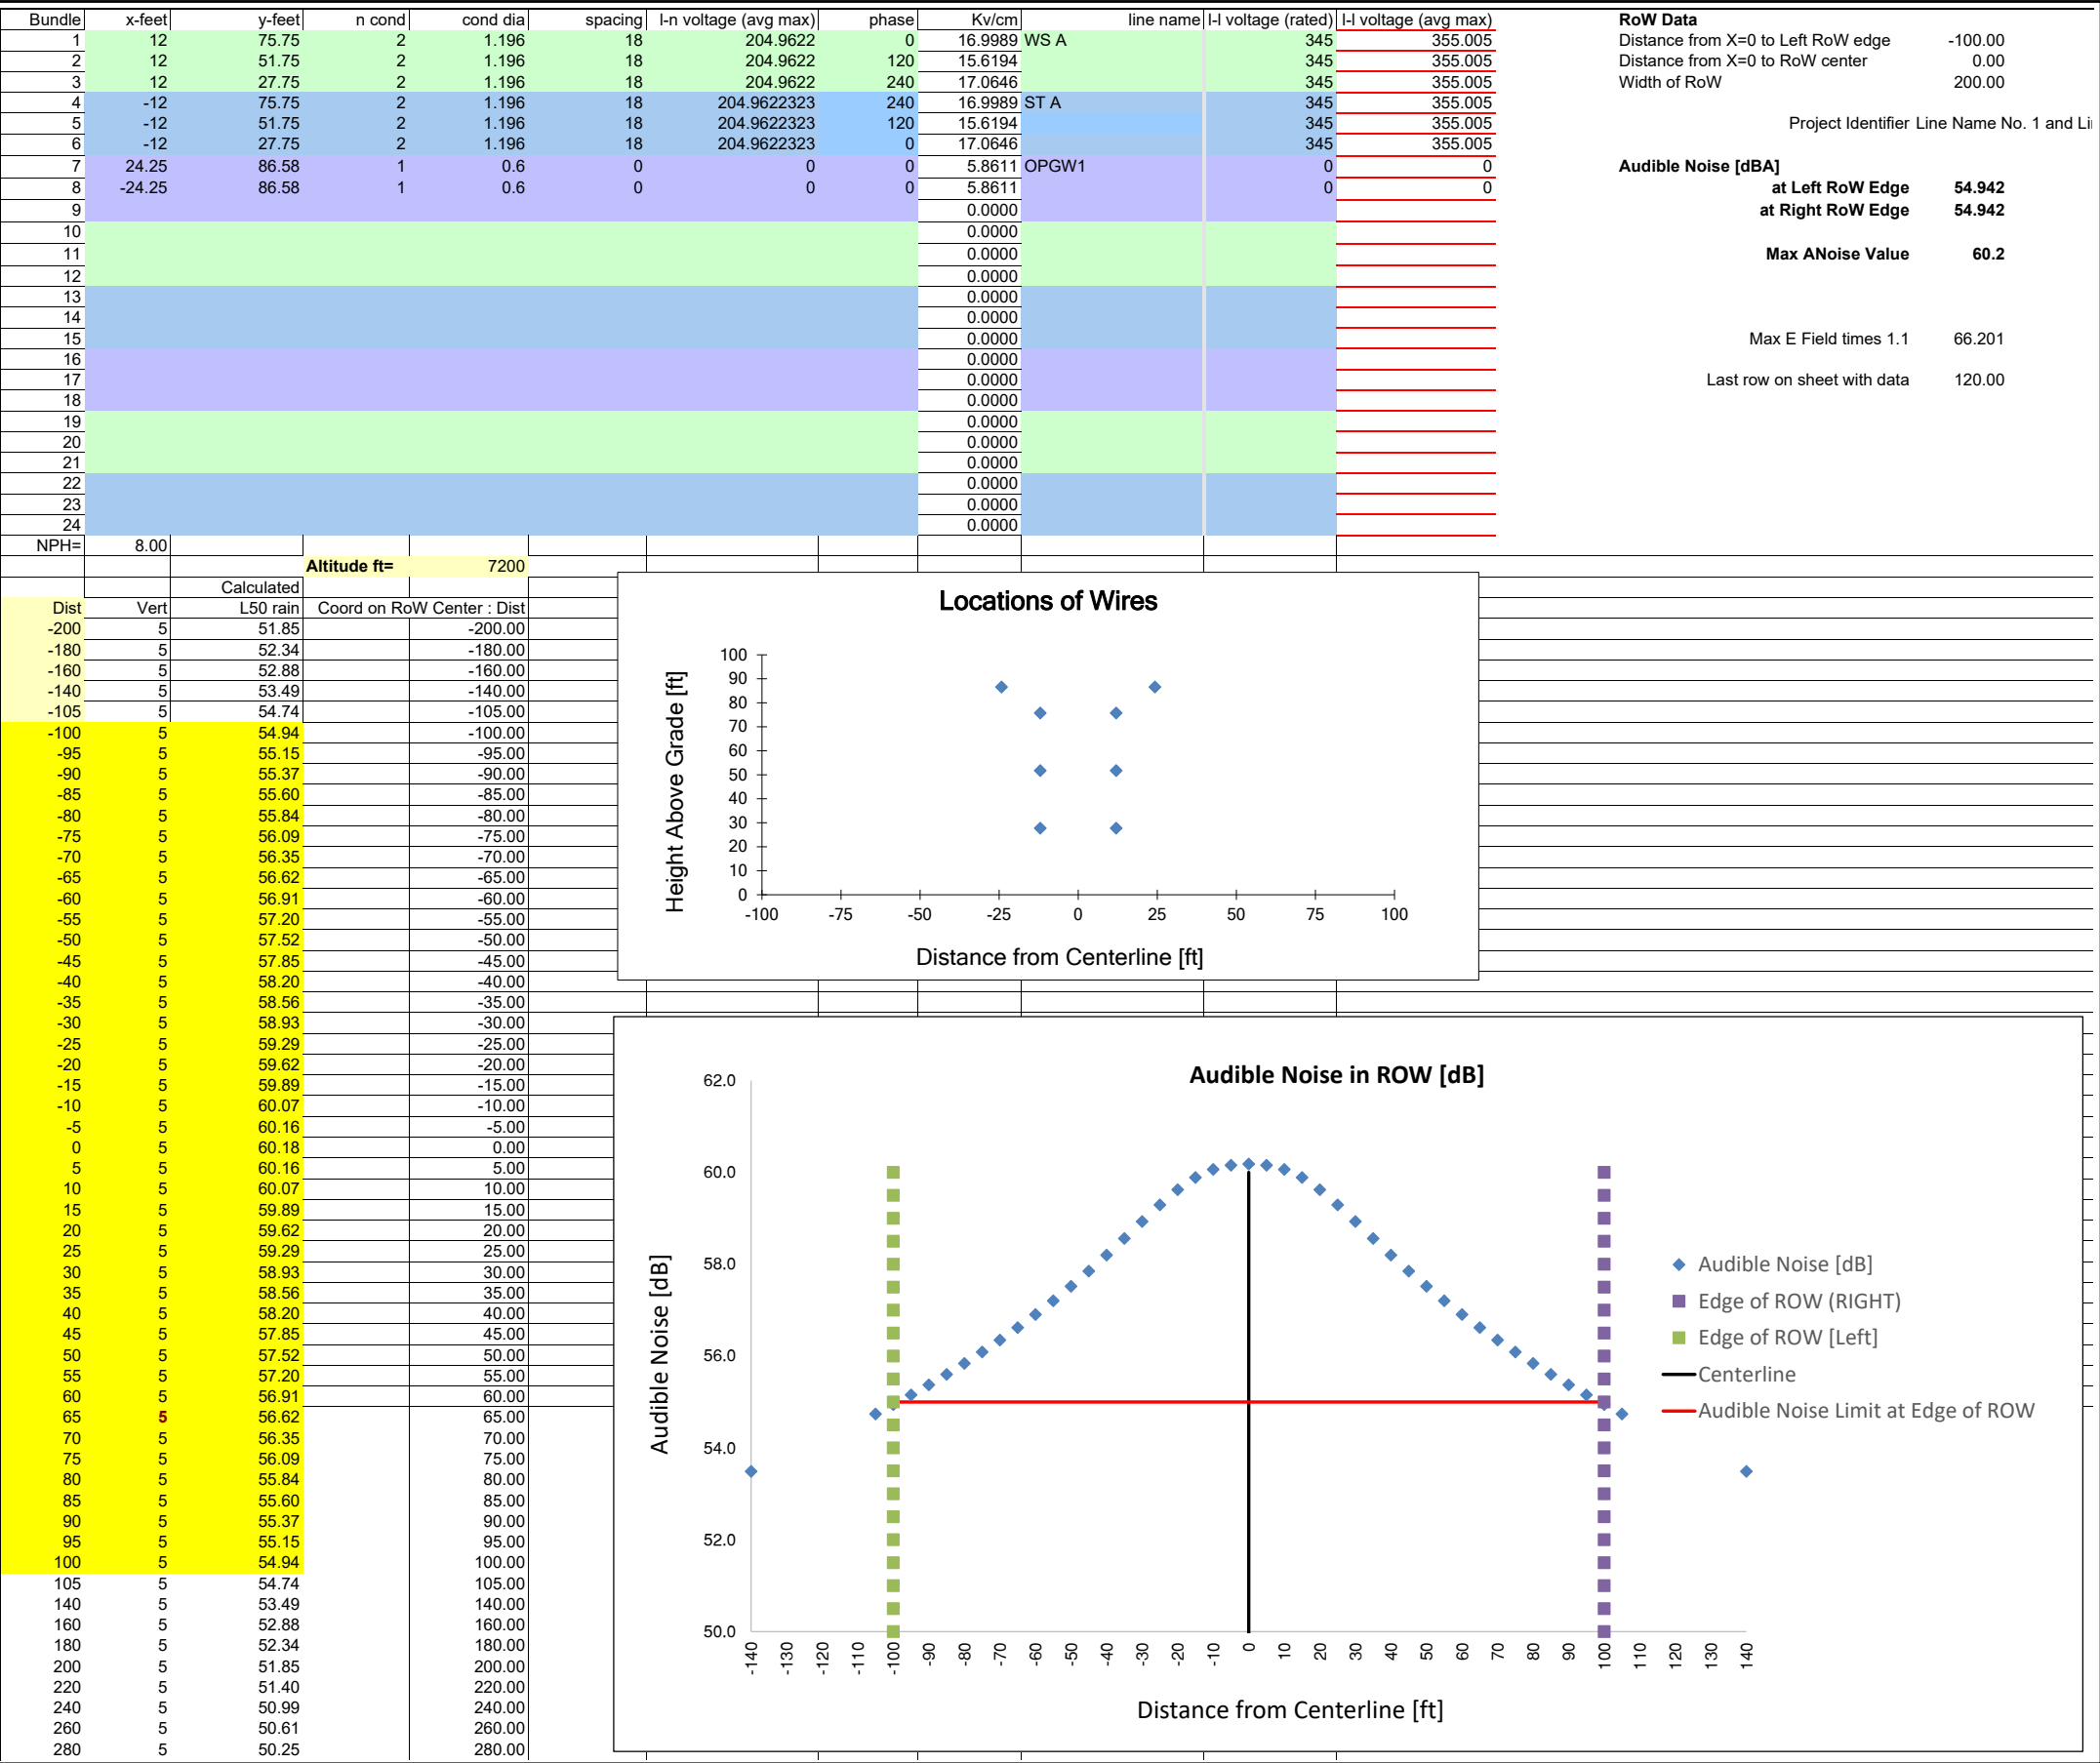 Bundle x-feet y-feet n cond cond dia spacing l-n voltage (avg max) phase Kv/cm line name l-l voltage (rated) l-l voltage (avg max) RoW Data
1 12 75.75 2 1.196 18 204.9622 0 16.9989 WS A 345 355.005 Distance from X=0 to Left RoW edge -100.00
2 12 51.75 2 1.196 18 204.9622 120 15.6194 345 355.005 Distance from X=0 to RoW center 0.00
3 12 27.75 2 1.196 18 204.9622 240 17.0646 345 355.005 Width of RoW 200.00
4 -12 75.75 2 1.196 18 204.9622323 240 16.9989 ST A 345 355.005
5 -12 51.75 2 1.196 18 204.9622323 120 15.6194 345 355.005 Project Identifier Line Name No. 1 and Li
6 -12 27.75 2 1.196 18 204.9622323 0 17.0646 345 355.005
7 24.25 86.58 1 0.6 0 0 0 5.8611 OPGW1 0 0 Audible Noise [dBA]
8 -24.25 86.58 1 0.6 0 0 0 5.8611 0 0 at Left RoW Edge 54.942
9 0.0000 at Right RoW Edge 54.942
10 0.0000
11 0.0000 Max ANoise Value 60.2
12 0.0000
13 0.0000
14 0.0000
15 0.0000 Max E Field times 1.1 66.201
16 0.0000
17 0.0000 Last row on sheet with data 120.00
18 0.0000
19 0.0000
20 0.0000
21 0.0000
22 0.0000
23 0.0000
24 0.0000
NPH= 8.00
Altitude ft= 7200
Calculated
Dist Vert L50 rain Coord on RoW Center : Dist
-200 5 51.85 -200.00
-180 5 52.34 -180.00
-160 5 52.88 -160.00
-140 5 53.49 -140.00
-105 5 54.74 -105.00
-100 5 54.94 -100.00
-95 5 55.15 -95.00
-90 5 55.37 -90.00
-85 5 55.60 -85.00
-80 5 55.84 -80.00
-75 5 56.09 -75.00
-70 5 56.35 -70.00
-65 5 56.62 -65.00
-60 5 56.91 -60.00
-55 5 57.20 -55.00
-50 5 57.52 -50.00
-45 5 57.85 -45.00
-40 5 58.20 -40.00
-35 5 58.56 -35.00
-30 5 58.93 -30.00
-25 5 59.29 -25.00
-20 5 59.62 -20.00
-15 5 59.89 -15.00
-10 5 60.07 -10.00
-5 5 60.16 -5.00
0 5 60.18 0.00
5 5 60.16 5.00
10 5 60.07 10.00
15 5 59.89 15.00
20 5 59.62 20.00
25 5 59.29 25.00
30 5 58.93 30.00
35 5 58.56 35.00
40 5 58.20 40.00
45 5 57.85 45.00
50 5 57.52 50.00
55 5 57.20 55.00
60 5 56.91 60.00
65 5 56.62 65.00
70 5 56.35 70.00
75 5 56.09 75.00
80 5 55.84 80.00
85 5 55.60 85.00
90 5 55.37 90.00
95 5 55.15 95.00
100 5 54.94 100.00
105 5 54.74 105.00
140 5 53.49 140.00
160 5 52.88 160.00
180 5 52.34 180.00
200 5 51.85 200.00
220 5 51.40 220.00
240 5 50.99 240.00
260 5 50.61 260.00
280 5 50.25 280.00
Locations of Wires
Height Above Grade [ft]
100
90
80
70
60
50
40
30
20
10
0
-100 -75 -50 -25 0 25 50 75 100
Distance from Centerline [ft]
Audible Noise in ROW [dB]
Audible Noise [dB]
62.0
60.0
58.0
56.0
54.0
52.0
50.0
-140 -130 -120 -110 -100 -90 -80 -70 -60 -50 -40 -30 -20 -10 0 10 20 30 40 50 60 70 80 90 100 110 120 130 140
Distance from Centerline [ft]
Audible Noise [dB]
Edge of ROW (RIGHT)
Edge of ROW [Left]
Centerline
Audible Noise Limit at Edge of ROW